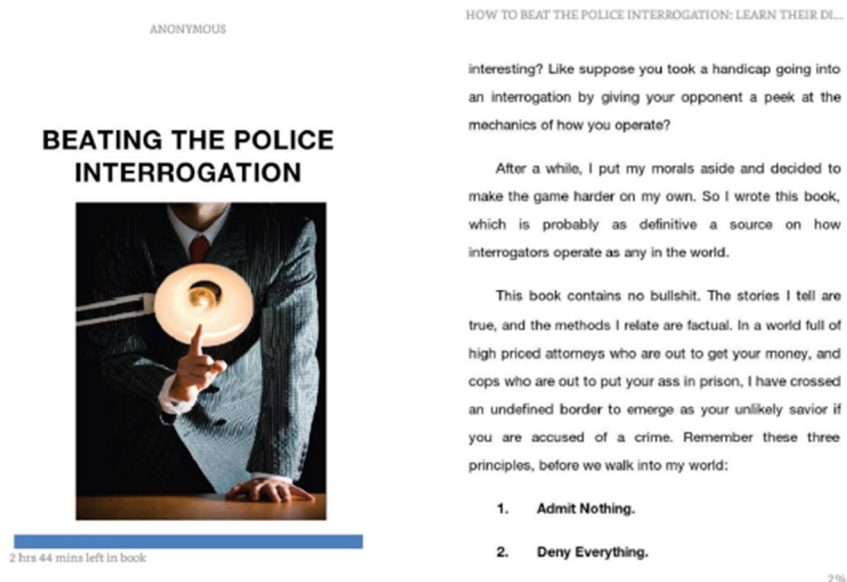 ANONYMOUS
BEATING THE POLICE
INTERROGATION
2 hrs 44 mins left in book
HOW TO BEAT THE POLICE INTERROGATION: LEARN THEIR DI...
interesting? Like suppose you took a handicap going into
an interrogation by giving your opponent a peek at the
mechanics of how you operate?
After a while, I put my morals aside and decided to
make the game harder on my own. So I wrote this book,
which is probably as definitive a source on how
interrogators operate as any in the world.
This book contains no bullshit. The stories I tell are
true, and the methods I relate are factual. In a world full of
high priced attorneys who are out to get your money, and
cops who are out to put your ass in prison, I have crossed
an undefined border to emerge as your unlikely savior if
you are accused of a crime. Remember these three
principles, before we walk into my world:
1. Admit Nothing.
2. Deny Everything.
2%